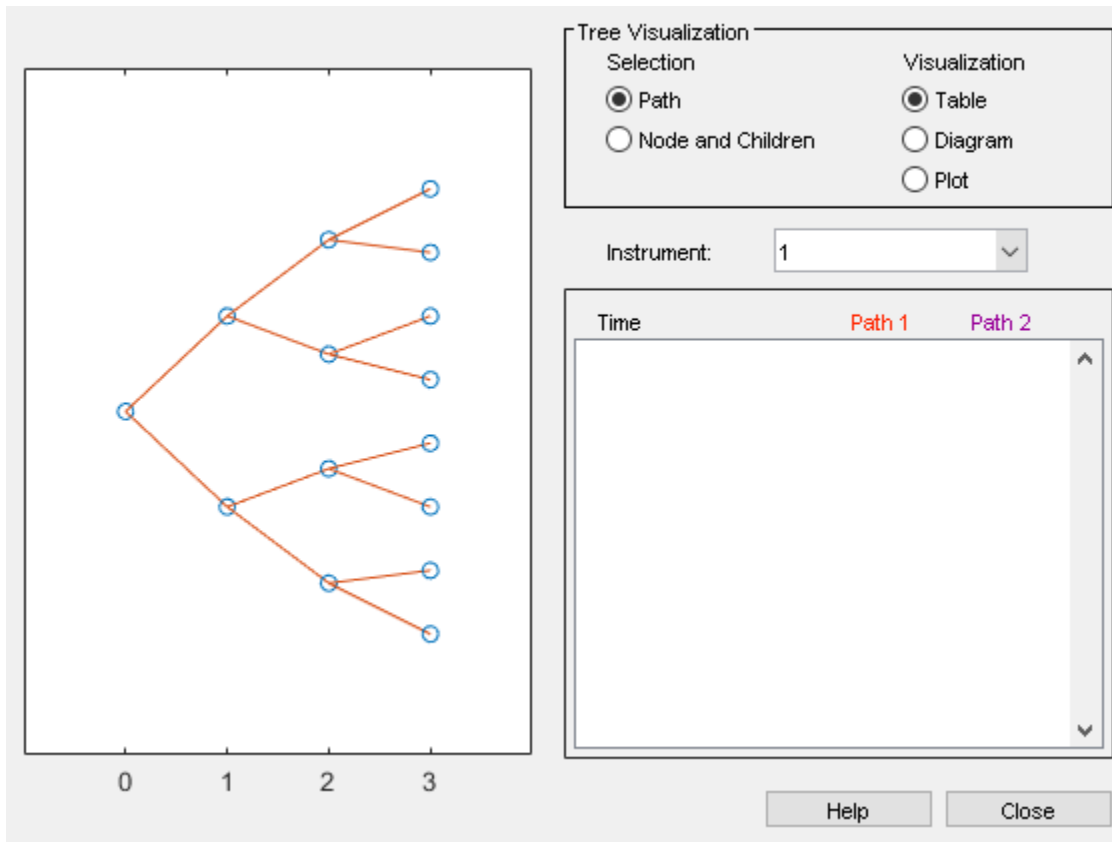 Tree Visualization
Selection
Visualization
Path
Table
Node and Children
Diagram
Plot
Instrument:
1
Time
Path 1
Path 2
0
1
2
3
Help
Close